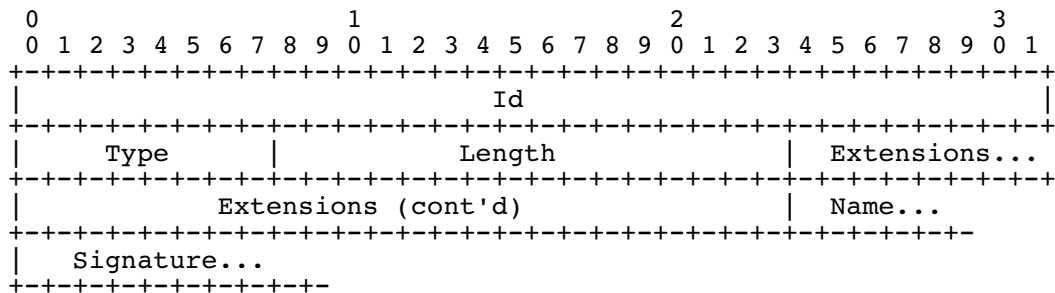 0                   1                   2                   3
 0 1 2 3 4 5 6 7 8 9 0 1 2 3 4 5 6 7 8 9 0 1 2 3 4 5 6 7 8 9 0 1
+-+-+-+-+-+-+-+-+-+-+-+-+-+-+-+-+-+-+-+-+-+-+-+-+-+-+-+-+-+-+-+-+
|                              Id                               |
+-+-+-+-+-+-+-+-+-+-+-+-+-+-+-+-+-+-+-+-+-+-+-+-+-+-+-+-+-+-+-+-+
|     Type      |           Length              |  Extensions...
+-+-+-+-+-+-+-+-+-+-+-+-+-+-+-+-+-+-+-+-+-+-+-+-+-+-+-+-+-+-+-+-+
|            Extensions (cont'd)                |  Name...
+-+-+-+-+-+-+-+-+-+-+-+-+-+-+-+-+-+-+-+-+-+-+-+-+-+-+-+-+-+-
|   Signature...
+-+-+-+-+-+-+-+-+-+-